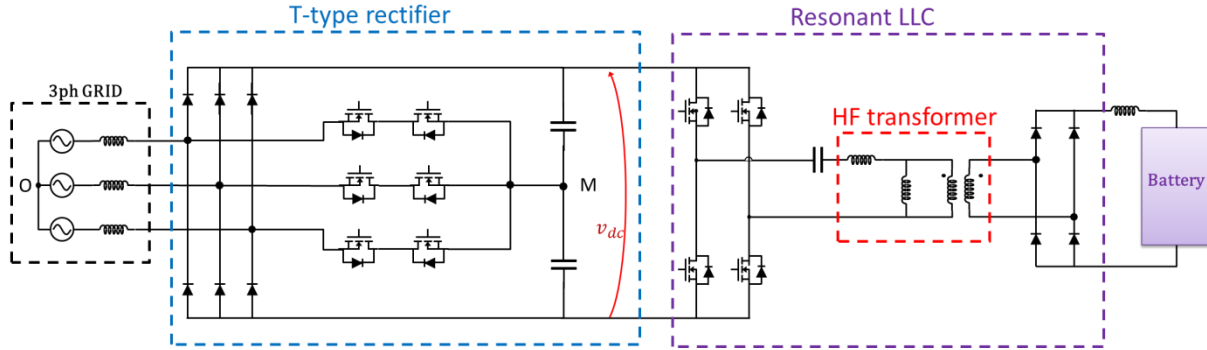 T-type rectifier
Resonant LLC
3ph GRID
HF transformer
O
M
v_dc
Battery